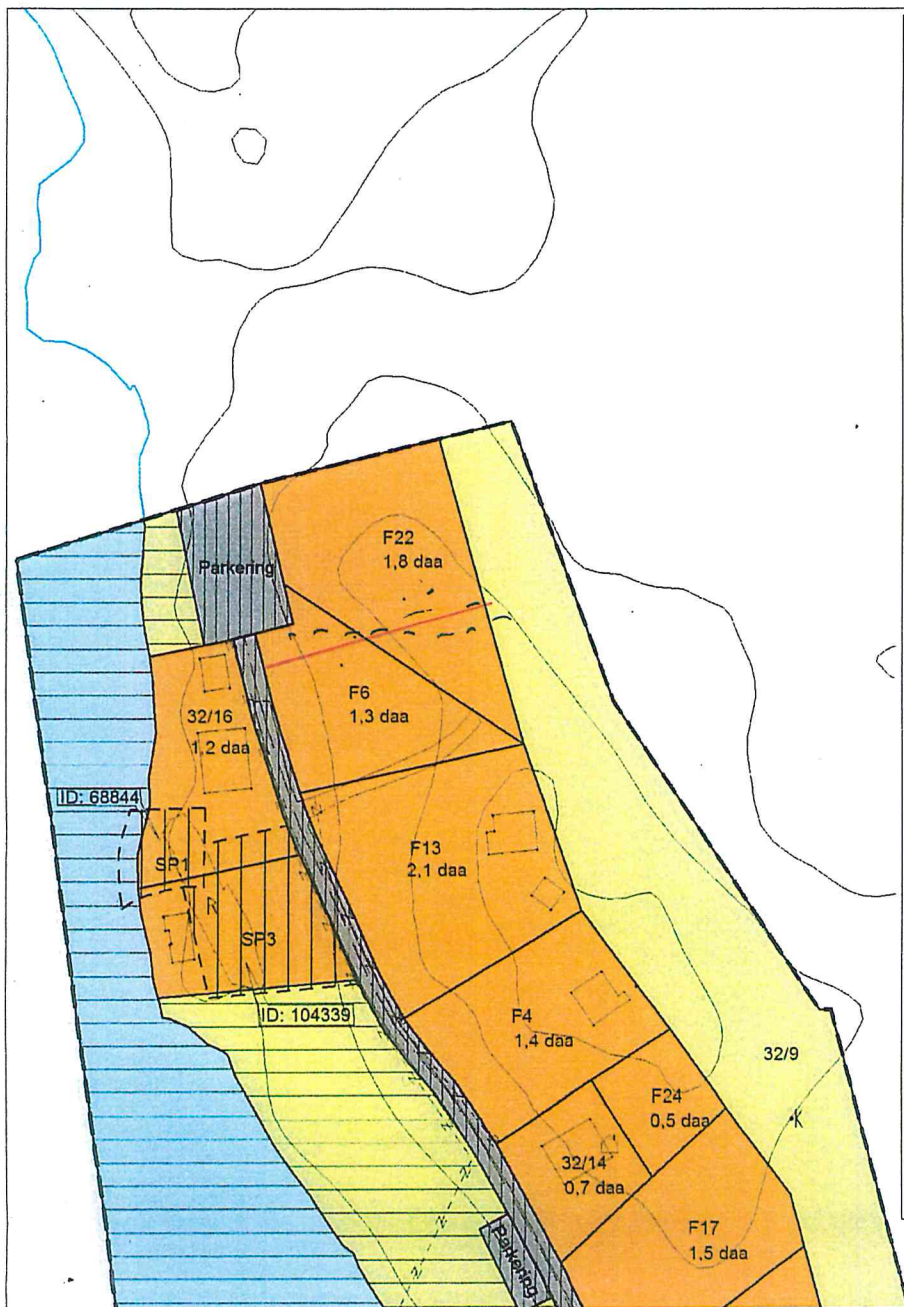 F22
1,8 daa
Parkering
F6
1,3 daa
32/16
1,2 daa
ID: 68844
F13
2,1 daa
SP1
R
SP3
ID: 104339
F4
1,4 daa
32/9
F24
0,5 daa
K
32/14
0,7 daa
F17
1,5 daa
Parkering